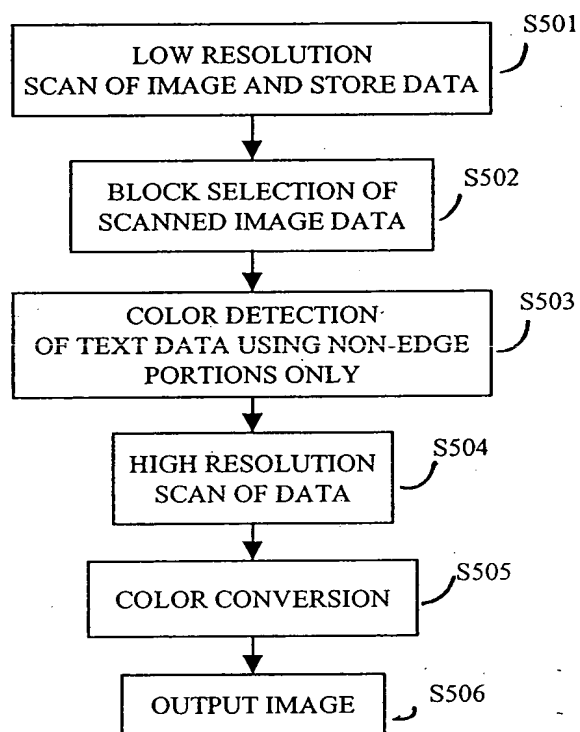 S501
LOW RESOLUTION
SCAN OF IMAGE AND STORE DATA
S502
BLOCK SELECTION OF
SCANNED IMAGE DATA
S503
COLOR DETECTION
OF TEXT DATA USING NON-EDGE
PORTIONS ONLY
S504
HIGH RESOLUTION
SCAN OF DATA
S505
COLOR CONVERSION
S506
OUTPUT IMAGE